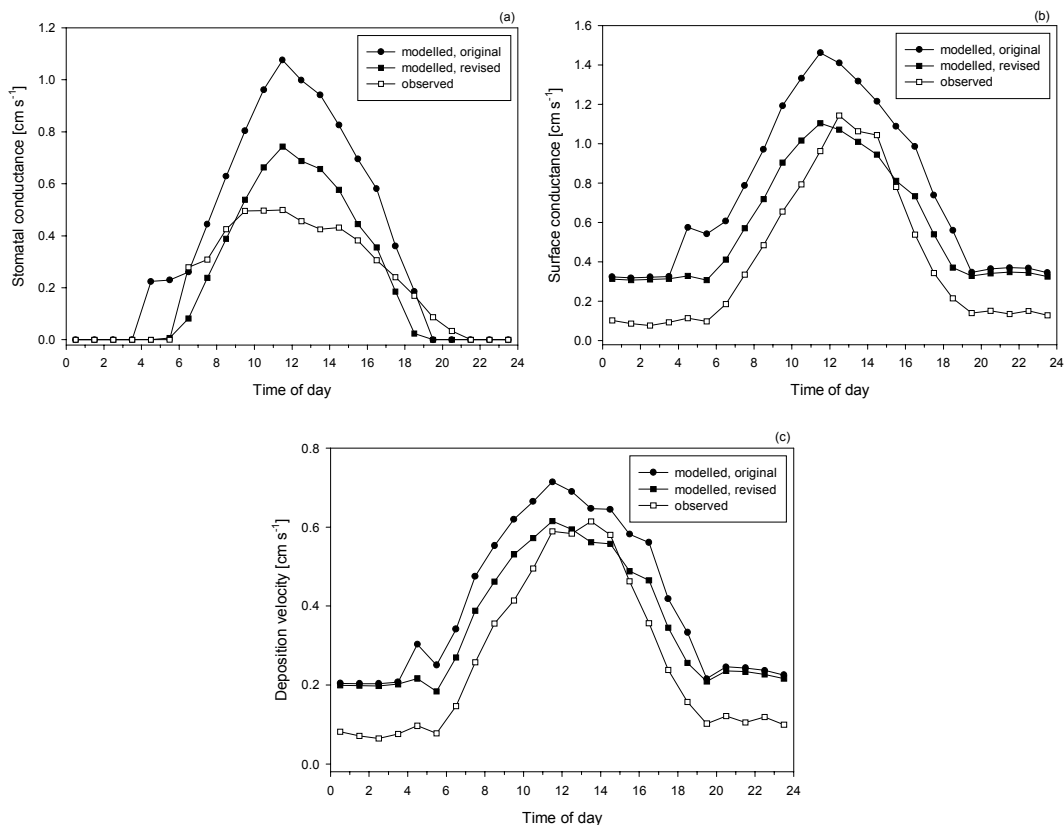 (a)
1.2
1.0
0.8
0.6
0.4
0.2
0.0
Stomatal conductance [cm s-1]
modelled, original
modelled, revised
observed
0 2 4 6 8 10 12 14 16 18 20 22 24
Time of day
(b)
1.6
1.4
1.2
1.0
0.8
0.6
0.4
0.2
0.0
Surface conductance [cm s-1]
modelled, original
modelled, revised
observed
0 2 4 6 8 10 12 14 16 18 20 22 24
Time of day
(c)
0.8
0.6
0.4
0.2
0.0
Deposition velocity [cm s-1]
modelled, original
modelled, revised
observed
0 2 4 6 8 10 12 14 16 18 20 22 24
Time of day